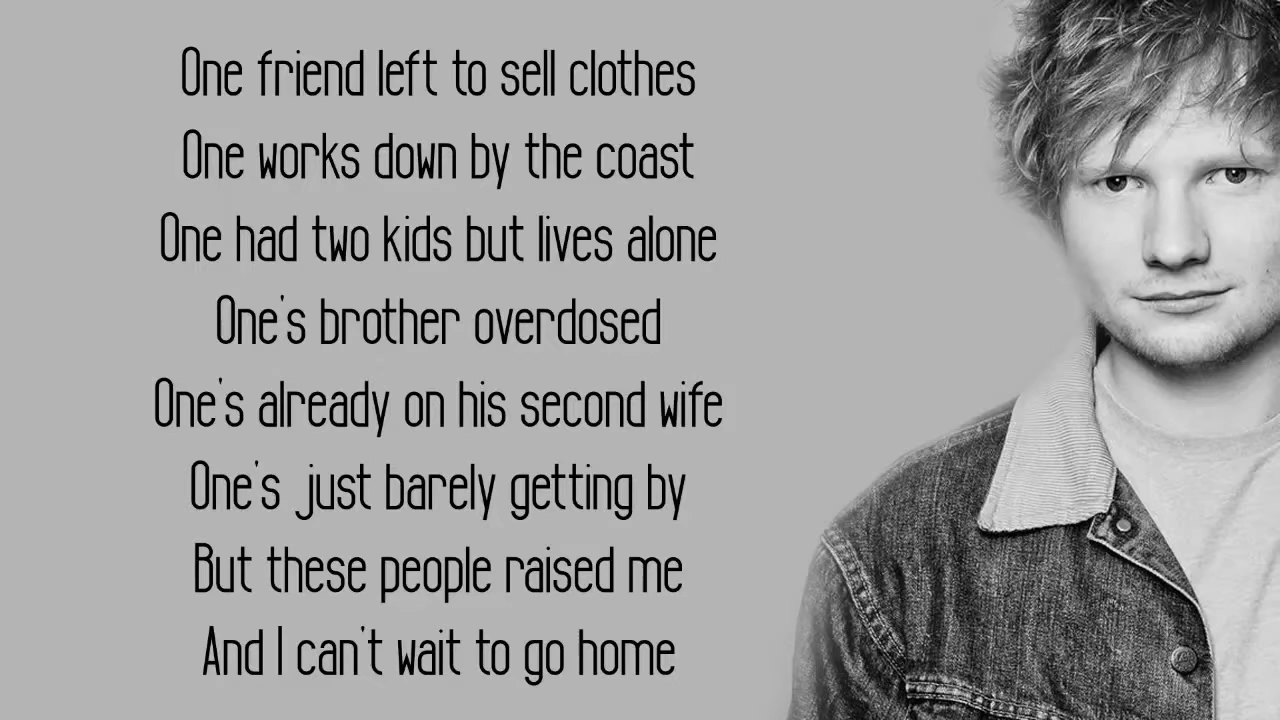 One friend left to sell clothes
One works down by the coast
One had two kids but lives alone
One's brother overdosed
One's already on his second wife
One's just barely getting by
But these people raised me
And I can't wait to go home